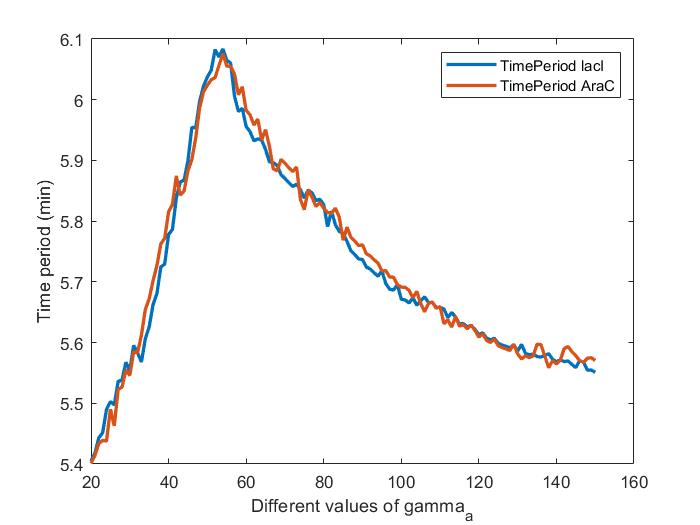 6.1
6
5.9
5.8
5.7
5.6
5.5
5.4
Time period (min)
TimePeriod lacI
TimePeriod AraC
20 40 60 80 100 120 140 160
Different values of gammaₐ